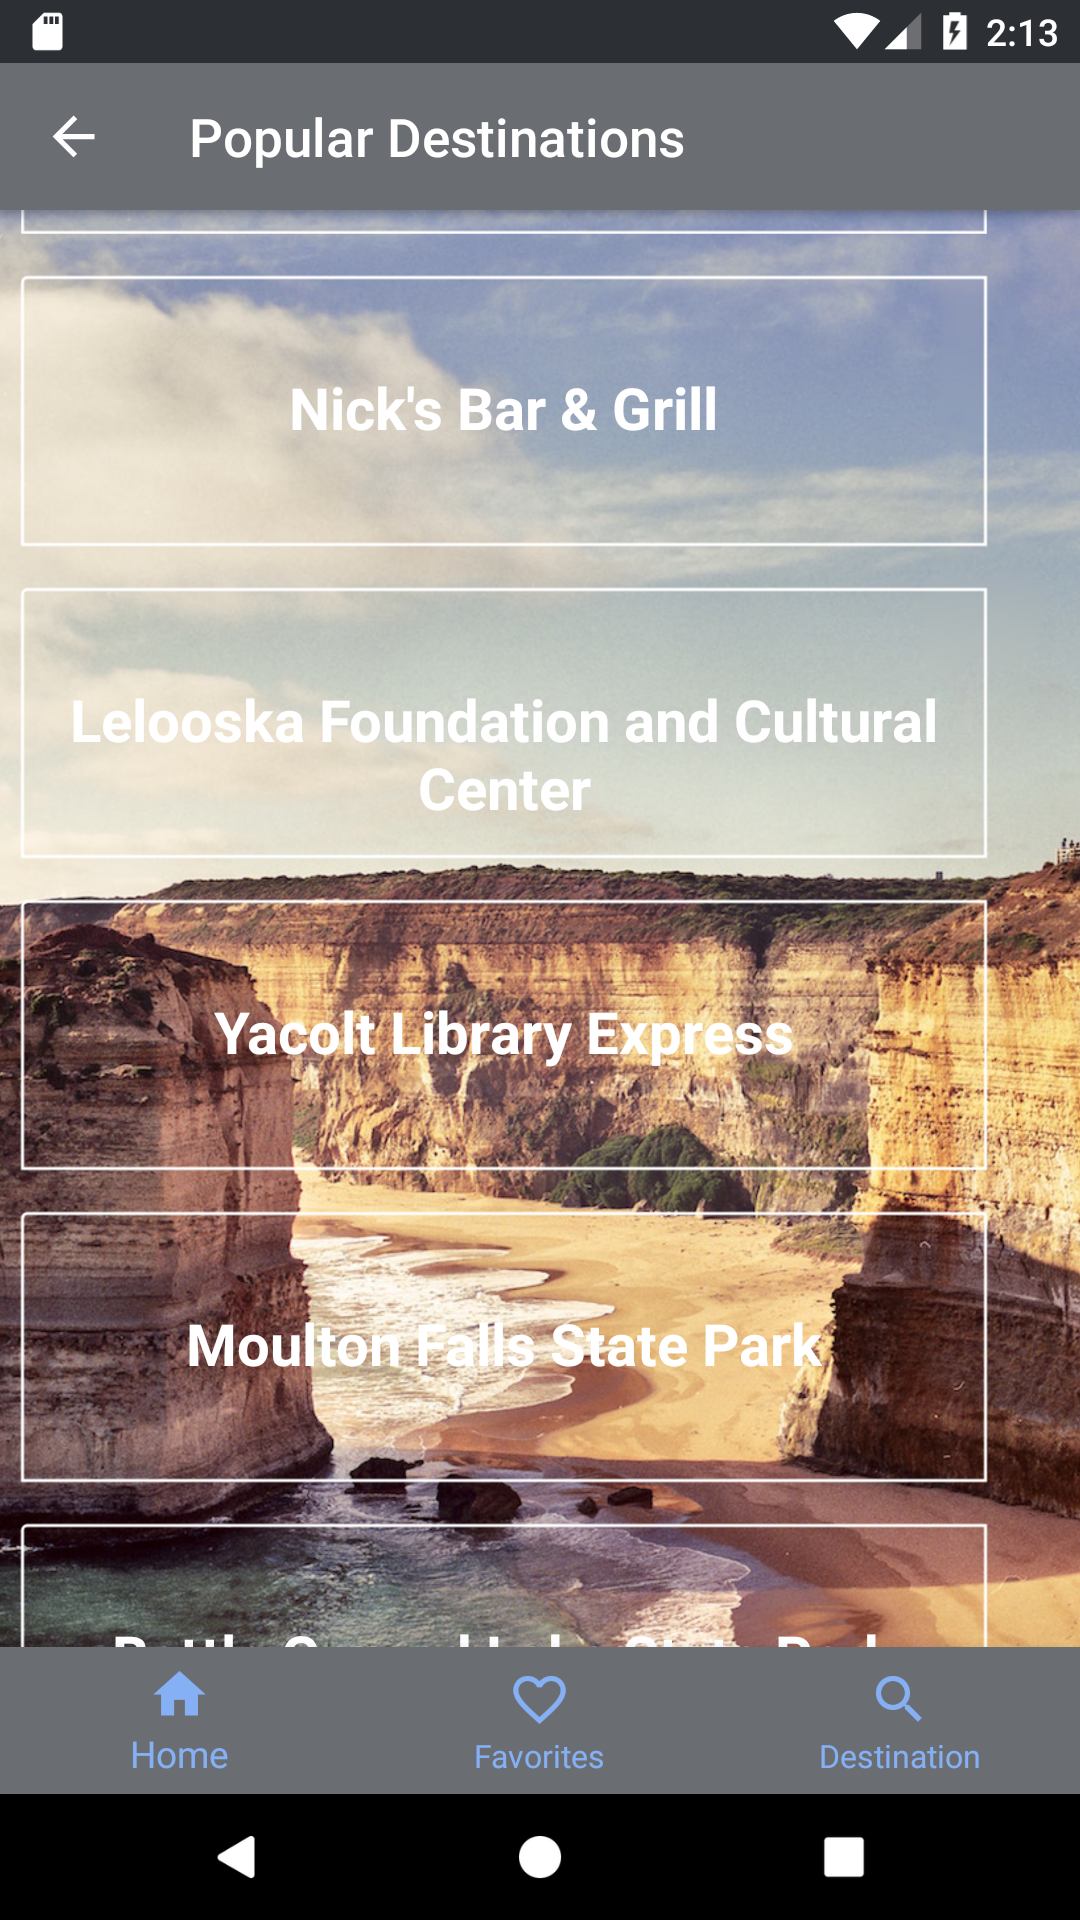 2:13
Popular Destinations
Nick's Bar & Grill
Lelooska Foundation and Cultural
Center
Yacolt Library Express
Moulton Falls State Park
Home
Favorites
Destination